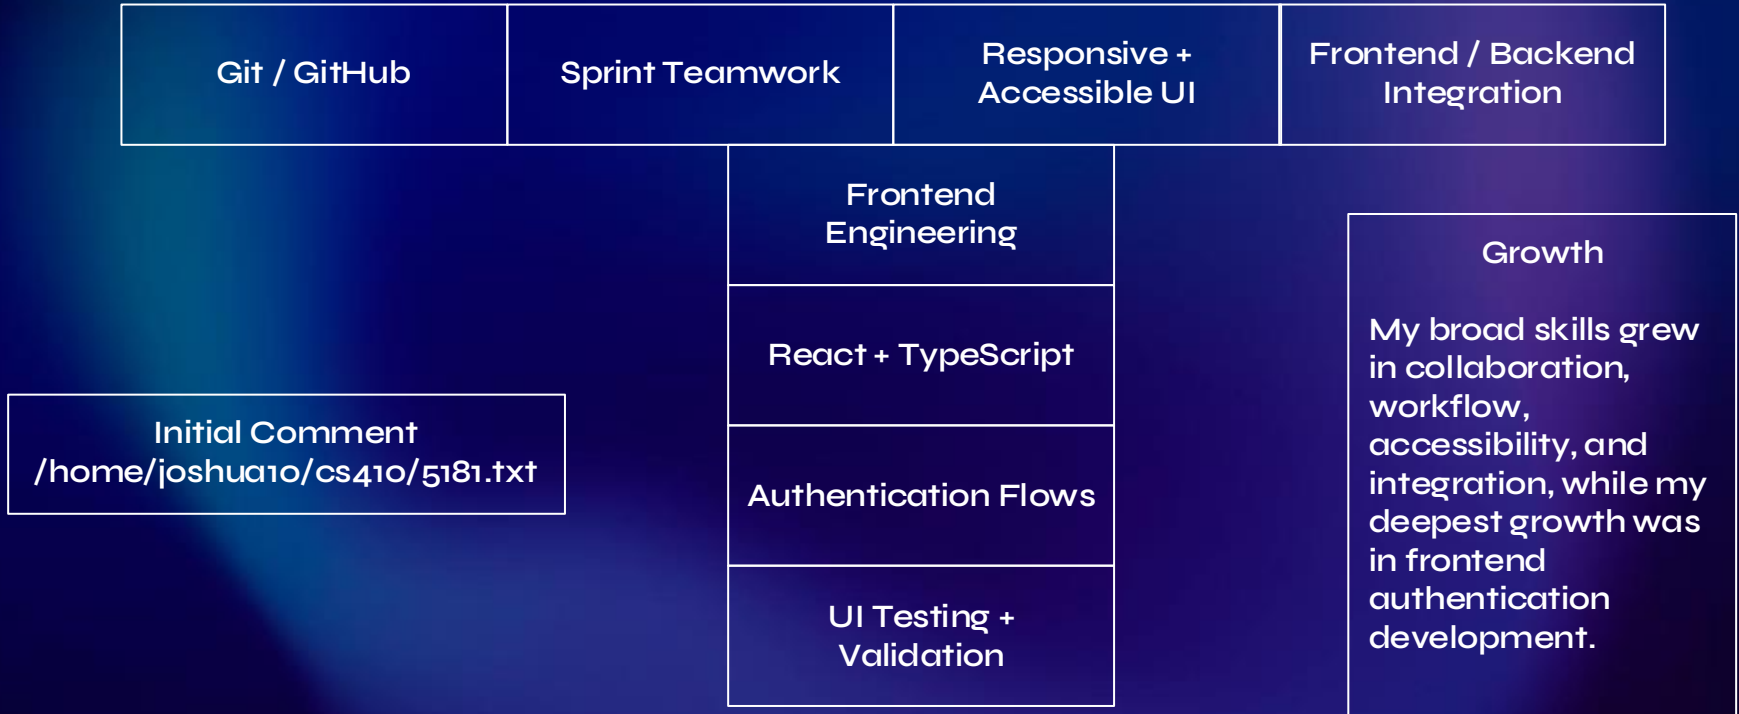 Git / GitHub
Sprint Teamwork
Responsive +
Accessible UI
Frontend / Backend
Integration
Frontend
Engineering
React + TypeScript
Authentication Flows
UI Testing +
Validation
Initial Comment
/home/joshua10/cs410/5181.txt
Growth
My broad skills grew
in collaboration,
workflow,
accessibility, and
integration, while my
deepest growth was
in frontend
authentication
development.